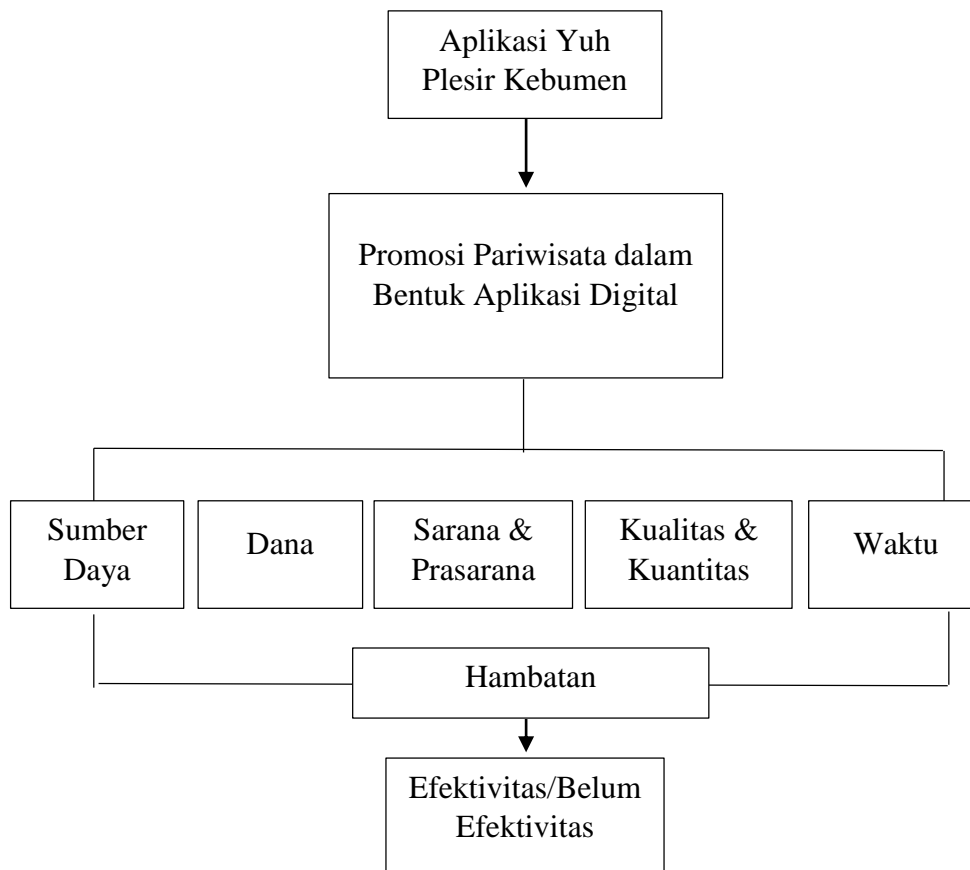 Aplikasi Yuh
Plesir Kebumen
Promosi Pariwisata dalam
Bentuk Aplikasi Digital
Sumber
Daya
Dana
Sarana &
Prasarana
Kualitas &
Kuantitas
Waktu
Hambatan
Efektivitas/Belum
Efektivitas